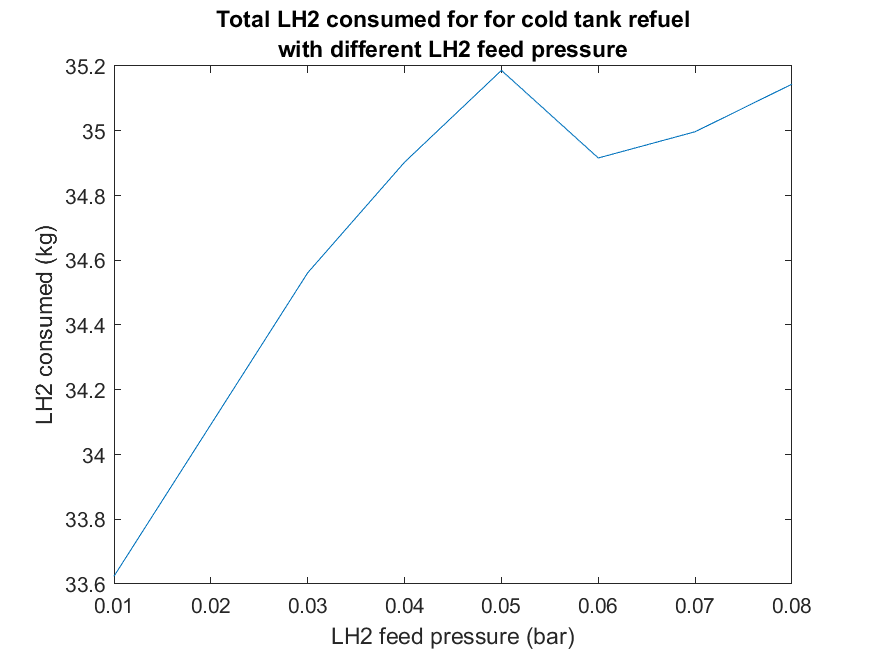 Total LH2 consumed for for cold tank refuel
with different LH2 feed pressure
35.2
35
34.8
34.6
34.4
34.2
34
33.8
33.6
LH2 consumed (kg)
0.01 0.02 0.03 0.04 0.05 0.06 0.07 0.08
LH2 feed pressure (bar)